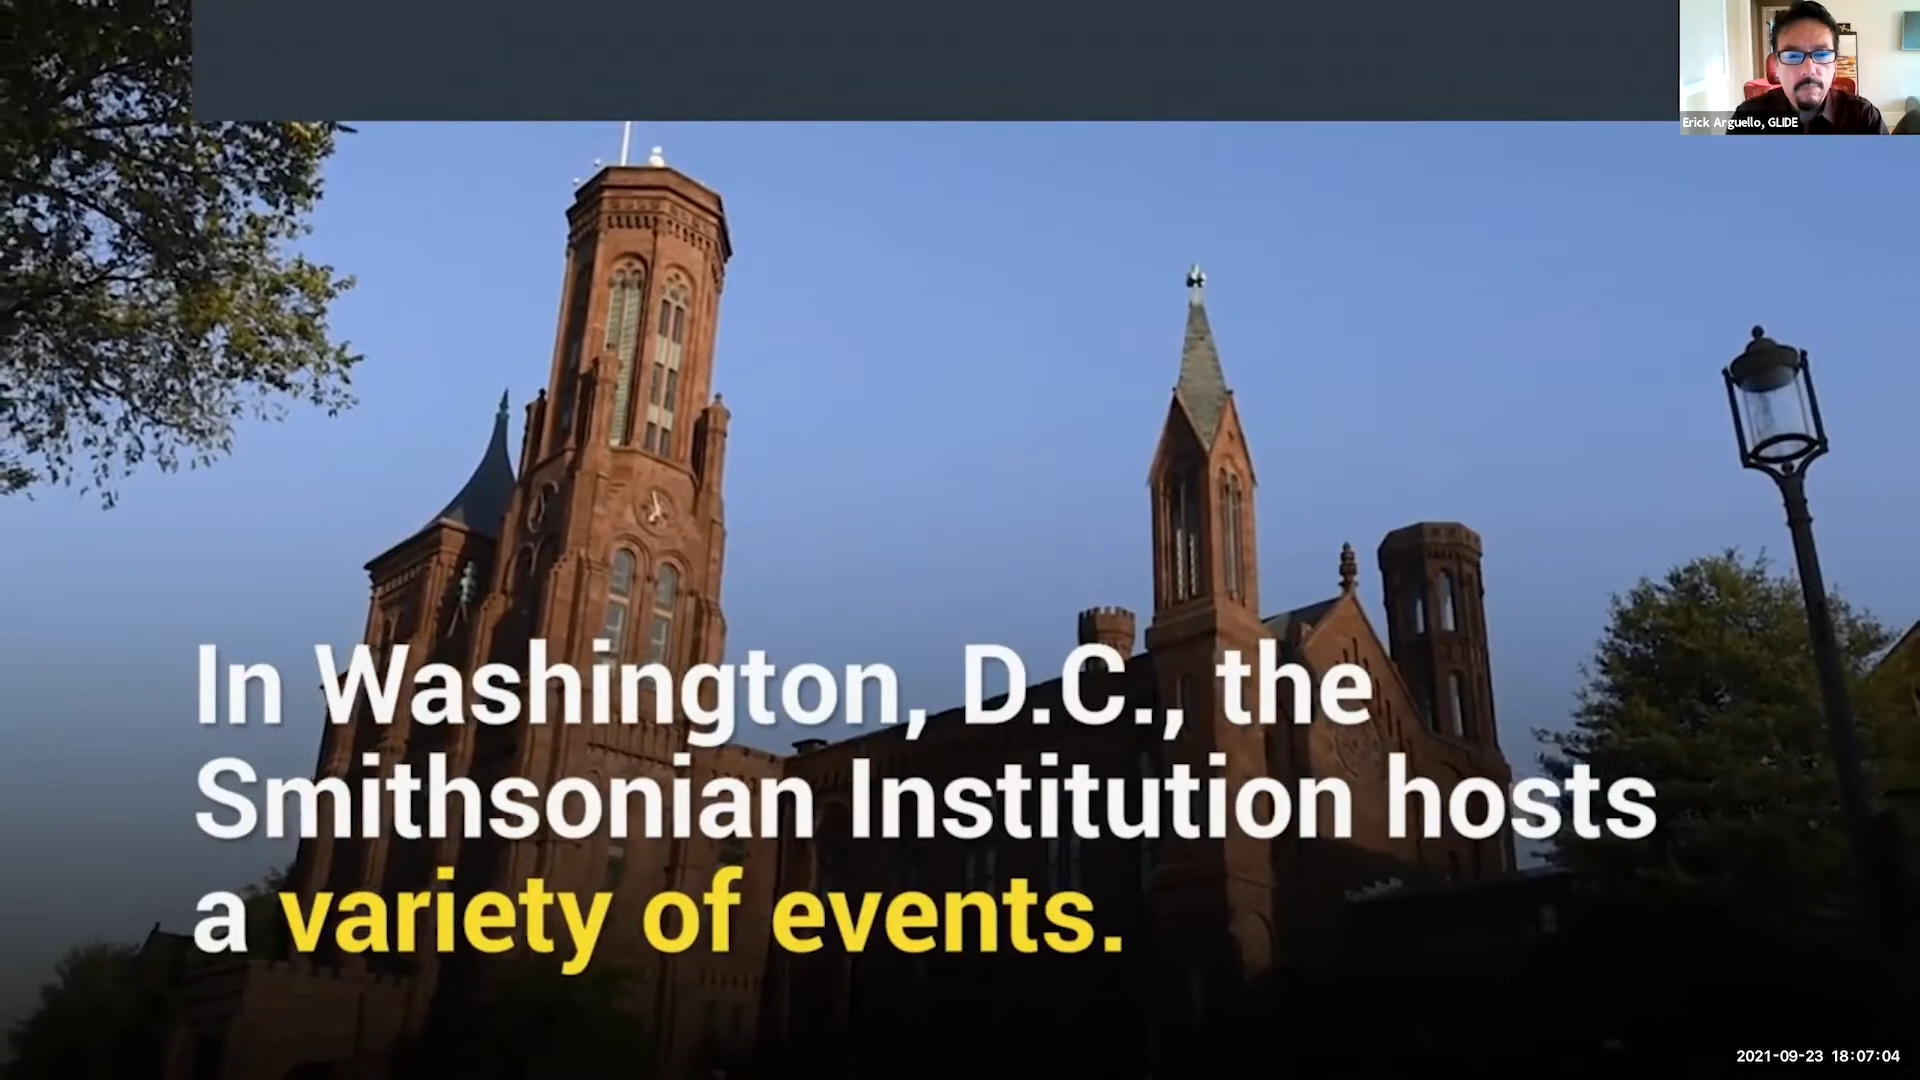 Erick Arguello, GLIDE
In Washington, D.C., the
Smithsonian Institution hosts
a variety of events.
2021-09-23 18:07:04